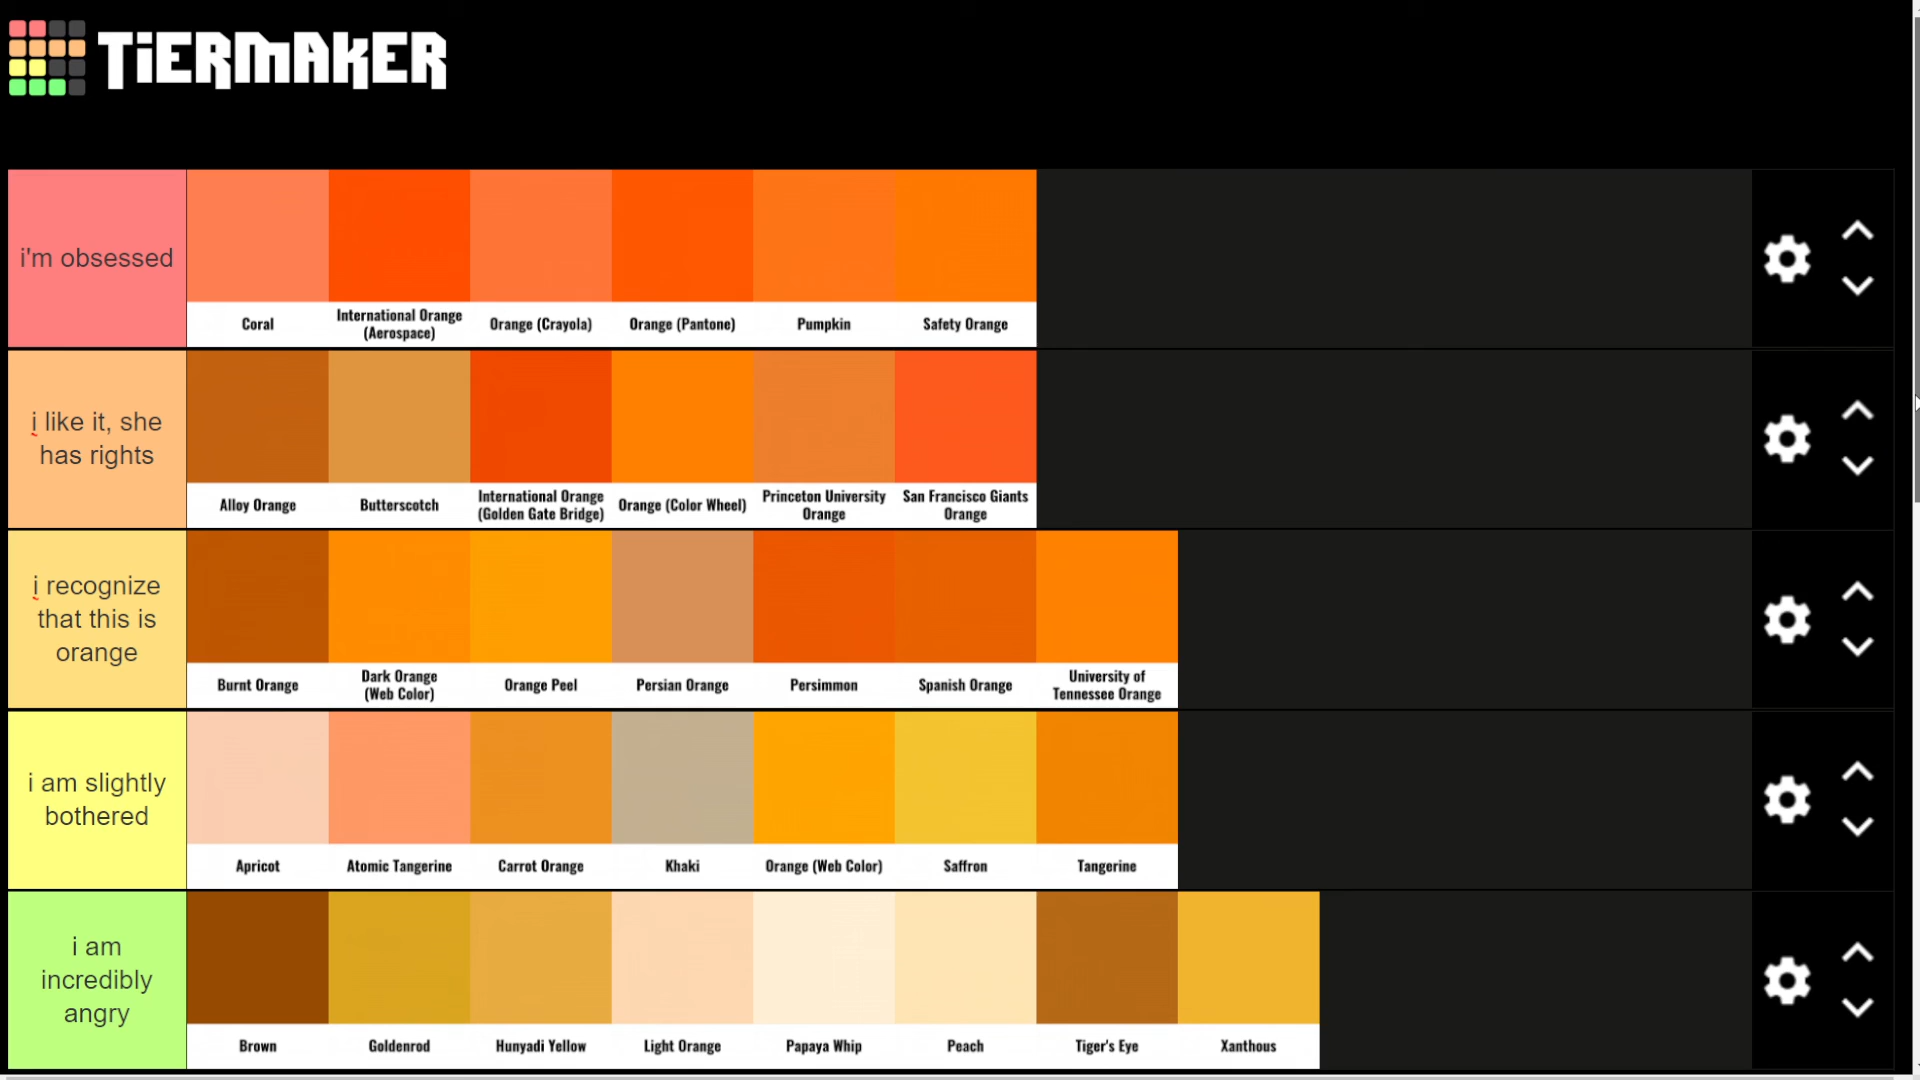 TiERMAKER
i'm obsessed
Coral
International Orange
(Aerospace)
Orange (Crayola)
Orange (Pantone)
Pumpkin
Safety Orange
i like it, she
has rights
Alloy Orange
Butterscotch
International Orange
(Golden Gate Bridge)
Orange (Color Wheel)
Princeton University
Orange
San Francisco Giants
Orange
i recognize
that this is
orange
Burnt Orange
Dark Orange
(Web Color)
Orange Peel
Persian Orange
Persimmon
Spanish Orange
University of
Tennessee Orange
i am slightly
bothered
Apricot
Atomic Tangerine
Carrot Orange
Khaki
Orange (Web Color)
Saffron
Tangerine
i am
incredibly
angry
Brown
Goldenrod
Hunyadi Yellow
Light Orange
Papaya Whip
Peach
Tiger's Eye
Xanthous